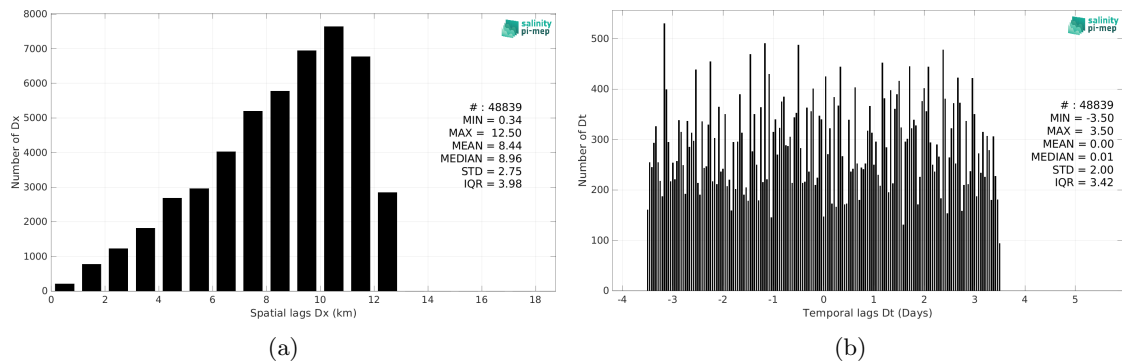 8000
7000
6000
5000
4000
3000
2000
1000
0
Number of Dx
0 2 4 6 8 10 12 14 16 18
Spatial lags Dx (km)
salinity
pi-mep
# : 48839
MIN = 0.34
MAX = 12.50
MEAN = 8.44
MEDIAN = 8.96
STD = 2.75
IQR = 3.98
(a)
500
400
300
200
100
0
Number of Dt
-4 -3 -2 -1 0 1 2 3 4 5
Temporal lags Dt (Days)
salinity
pi-mep
# : 48839
MIN = -3.50
MAX = 3.50
MEAN = 0.00
MEDIAN = 0.01
STD = 2.00
IQR = 3.42
(b)